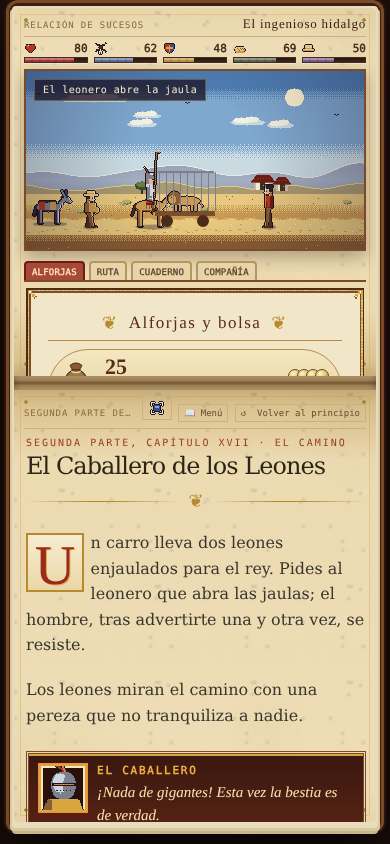 RELACIÓN DE SUCESOS
El ingenioso hidalgo
80 62 48 69 50
El leonero abre la jaula
ALFORJAS RUTA CUADERNO COMPAÑÍA
Alforjas y bolsa
25
SEGUNDA PARTE DE… 📖 Menú ↺ Volver al principio
SEGUNDA PARTE, CAPÍTULO XVII · EL CAMINO
El Caballero de los Leones
Un carro lleva dos leones
enjaulados para el rey. Pides al
leonero que abra las jaulas; el
hombre, tras advertirte una y otra vez, se
resiste.
Los leones miran el camino con una
pereza que no tranquiliza a nadie.
EL CABALLERO
¡Nada de gigantes! Esta vez la bestia es
de verdad.